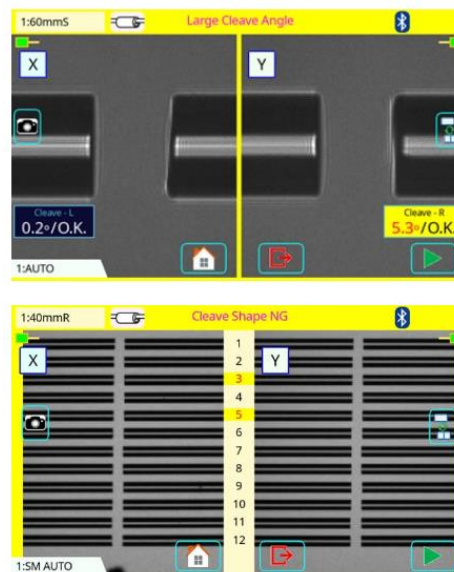 1:60mmS
Large Cleave Angle
X
Y
Cleave - L
0.2°/O.K.
Cleave - R
5.3°/O.K.
1:AUTO
1:40mmR
Cleave Shape NG
X
Y
1
2
3
4
5
6
7
8
9
10
11
12
1:SM AUTO